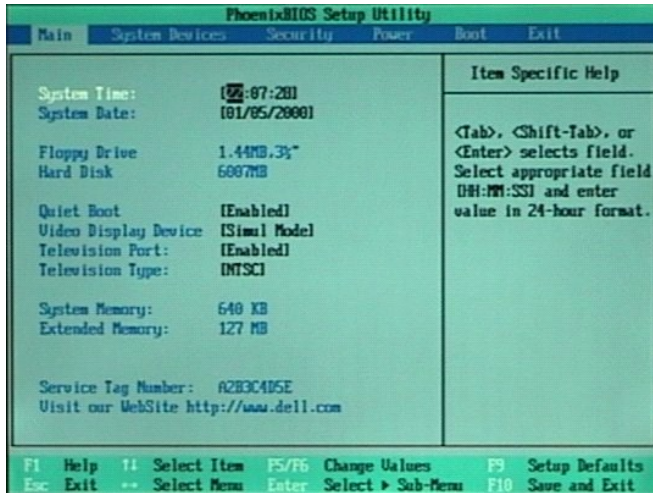 PhoenixBIOS Setup Utility
Main System Devices Security Power Boot Exit
Item Specific Help
System Time: [22:07:28]
System Date: [01/05/2000]
<Tab>, <Shift-Tab>, or
<Enter> selects field.
Select appropriate field
[HH:MM:SS] and enter
value in 24-hour format.
Floppy Drive 1.44MB,3½"
Hard Disk 6007MB
Quiet Boot [Enabled]
Video Display Device [Simul Mode]
Television Port: [Enabled]
Television Type: [NTSC]
System Memory: 640 KB
Extended Memory: 127 MB
Service Tag Number: A2B3C4D5E
Visit our WebSite http://www.dell.com
F1 Help ↑↓ Select Item F5/F6 Change Values F9 Setup Defaults
Esc Exit ↔ Select Menu Enter Select ▶ Sub-Menu F10 Save and Exit